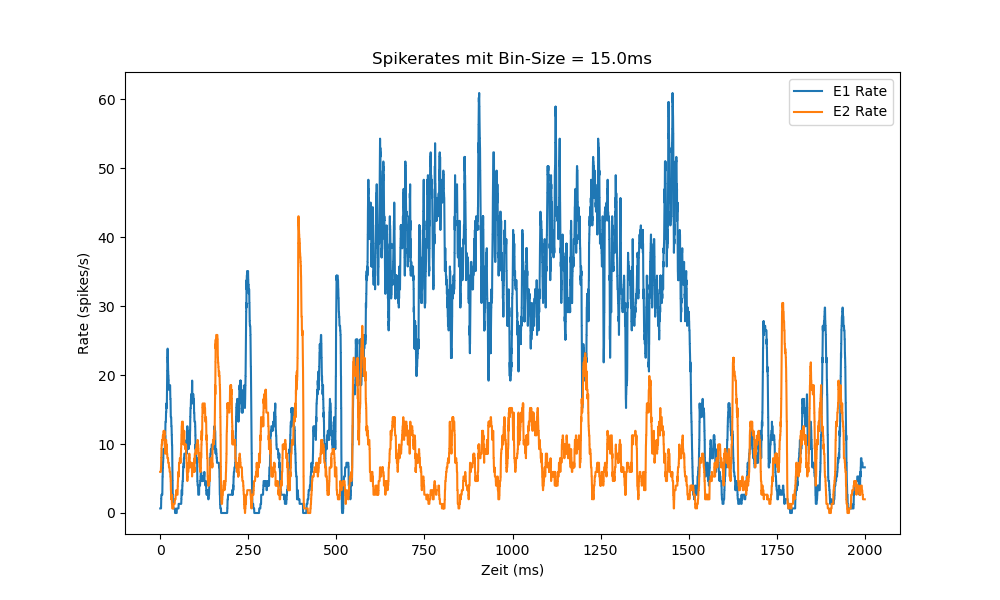 Spikerates mit Bin-Size = 15.0ms
E1 Rate
E2 Rate
60
50
40
30
20
10
0
Rate (spikes/s)
0 250 500 750 1000 1250 1500 1750 2000
Zeit (ms)